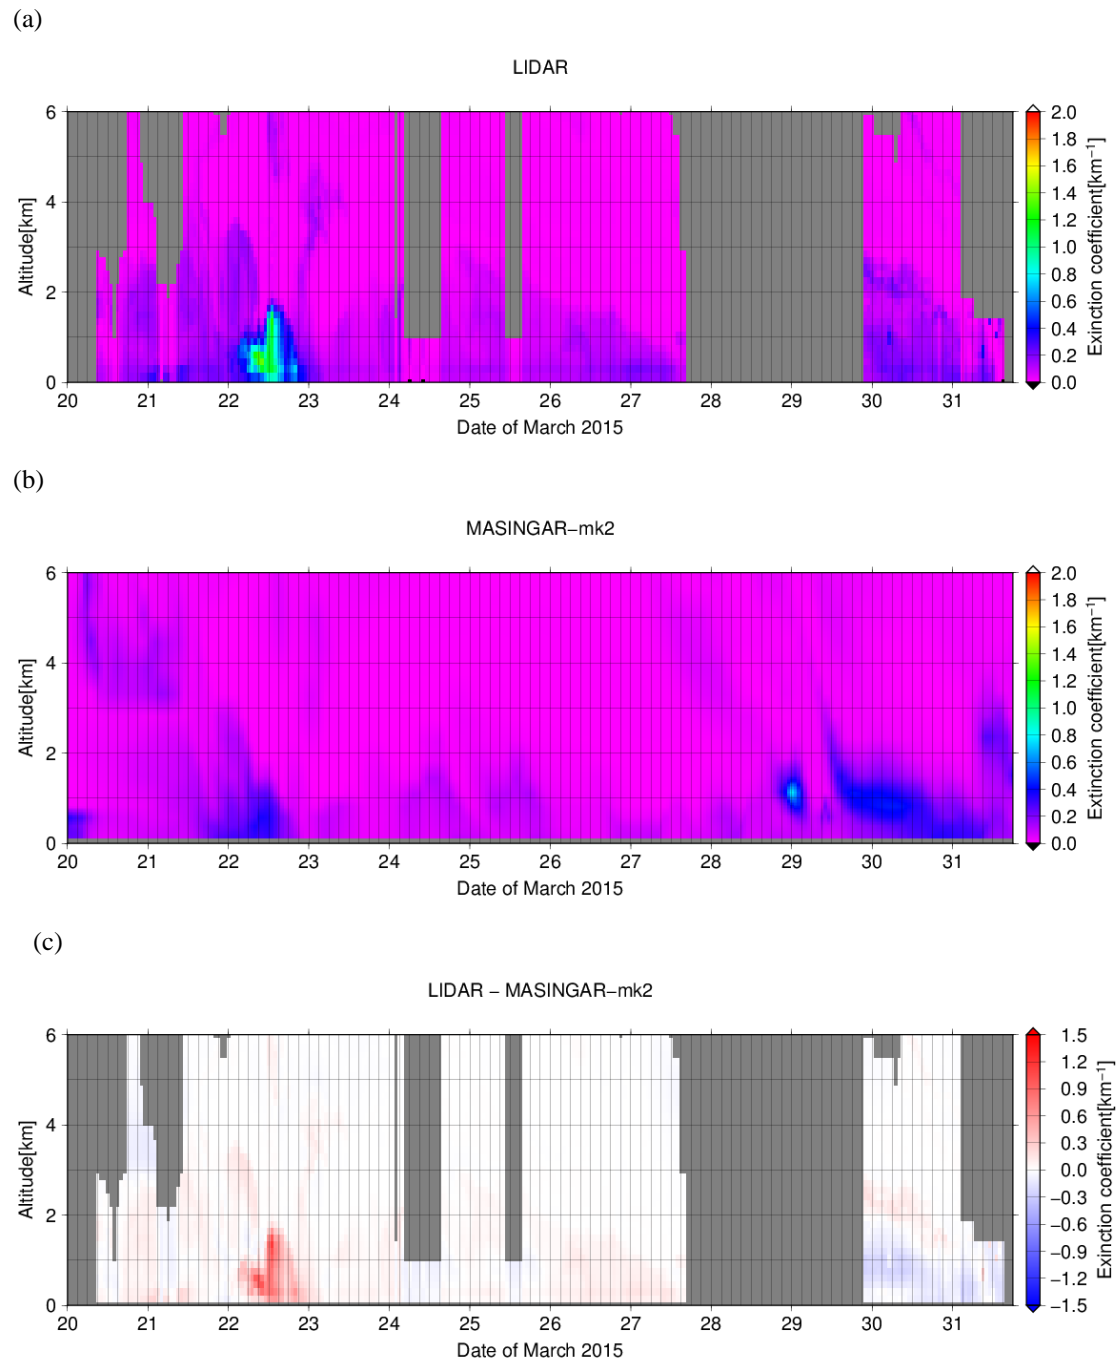 (a)
LIDAR
6
4
2
0
Altitude[km]
20 21 22 23 24 25 26 27 28 29 30 31
Date of March 2015
2.0
1.8
1.6
1.4
1.2
1.0
0.8
0.6
0.4
0.2
0.0
Exinction coefficient[km−1]
(b)
MASINGAR−mk2
6
4
2
0
Altitude[km]
20 21 22 23 24 25 26 27 28 29 30 31
Date of March 2015
2.0
1.8
1.6
1.4
1.2
1.0
0.8
0.6
0.4
0.2
0.0
Extinction coefficient[km−1]
(c)
LIDAR − MASINGAR−mk2
6
4
2
0
Altitude[km]
20 21 22 23 24 25 26 27 28 29 30 31
Date of March 2015
1.5
1.2
0.9
0.6
0.3
0.0
−0.3
−0.6
−0.9
−1.2
−1.5
Extinction coefficient[km−1]